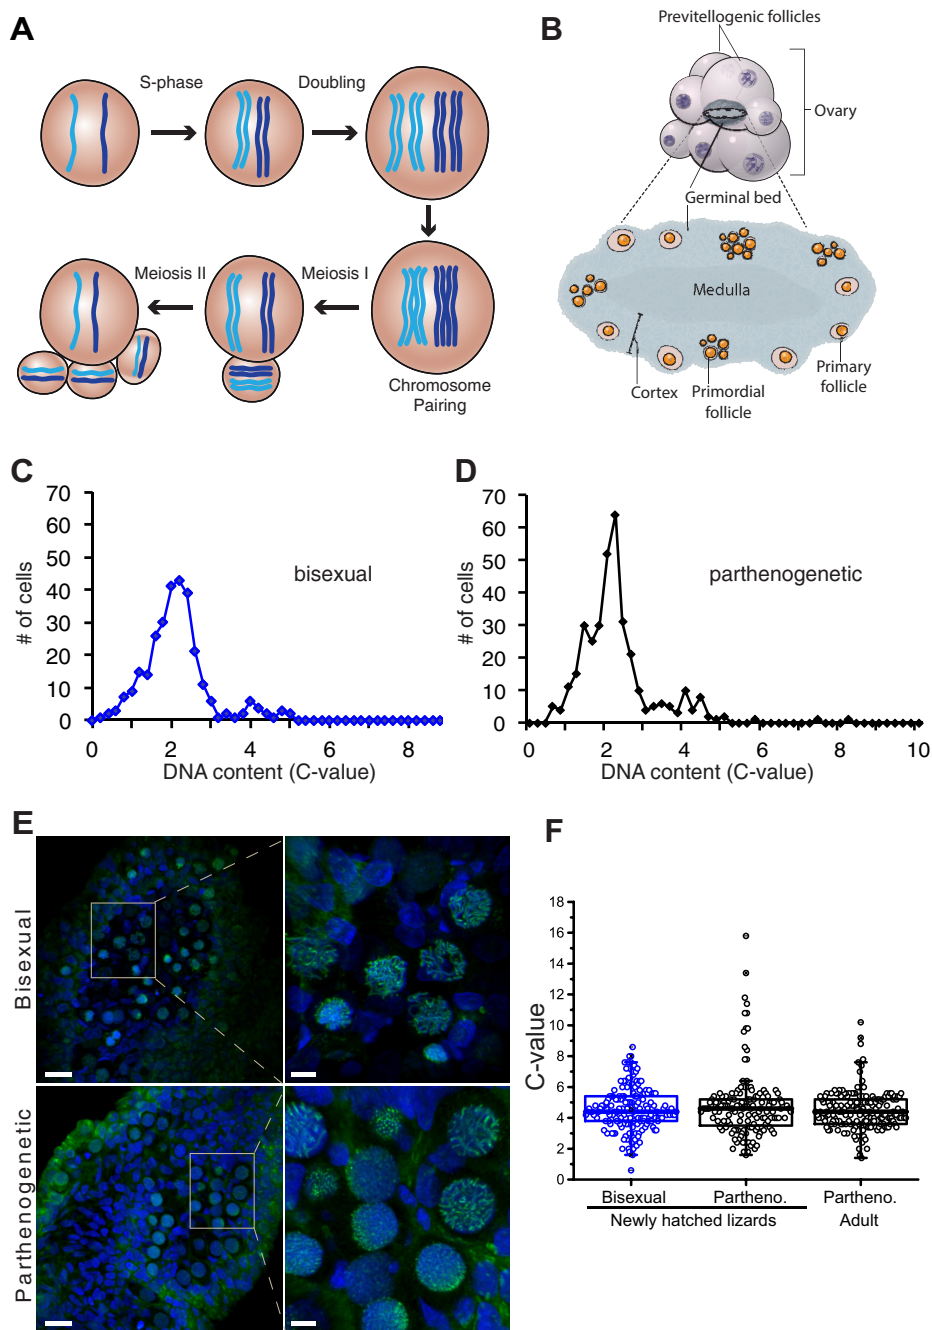 A
S-phase
Doubling
Meiosis II
Meiosis I
Chromosome
Pairing
B
Previtellogenic follicles
Ovary
Germinal bed
Medulla
Cortex
Primordial
follicle
Primary
follicle
C
70
60
50
40
30
20
10
0
# of cells
bisexual
0 2 4 6 8
DNA content (C-value)
D
70
60
50
40
30
20
10
0
# of cells
parthenogenetic
0 2 4 6 8 10
DNA content (C-value)
E
Bisexual
Parthenogenetic
F
18
16
14
12
10
8
6
4
2
0
C-value
Bisexual Partheno. Partheno.
Newly hatched lizards Adult